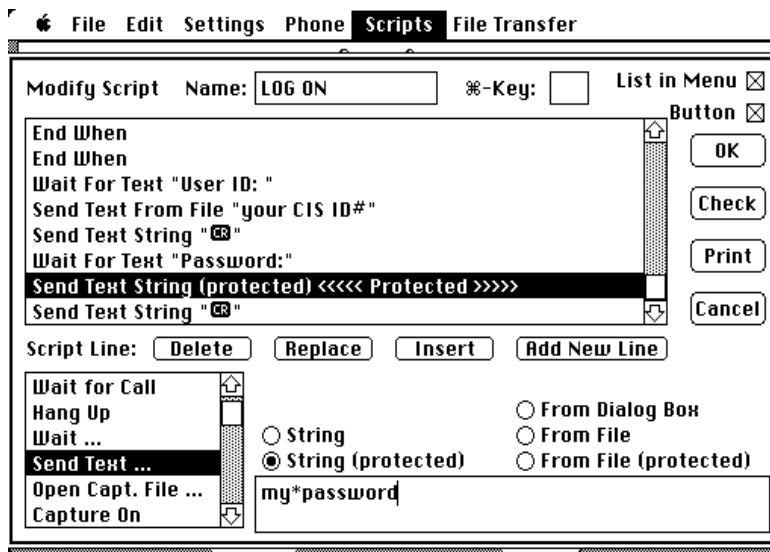 File Edit Settings Phone Scripts File Transfer
Modify Script Name: LOG ON ⌘-Key: List in Menu
Button
End When
End When
Wait For Text "User ID: "
Send Text From File "your CIS ID#"
Send Text String "CR"
Wait For Text "Password:"
Send Text String (protected) <<<<< Protected >>>>>
Send Text String "CR"
OK
Check
Print
Cancel
Script Line: Delete Replace Insert Add New Line
Wait for Call
Hang Up
Wait ...
Send Text ...
Open Capt. File ...
Capture On
String
String (protected)
From Dialog Box
From File
From File (protected)
my*password